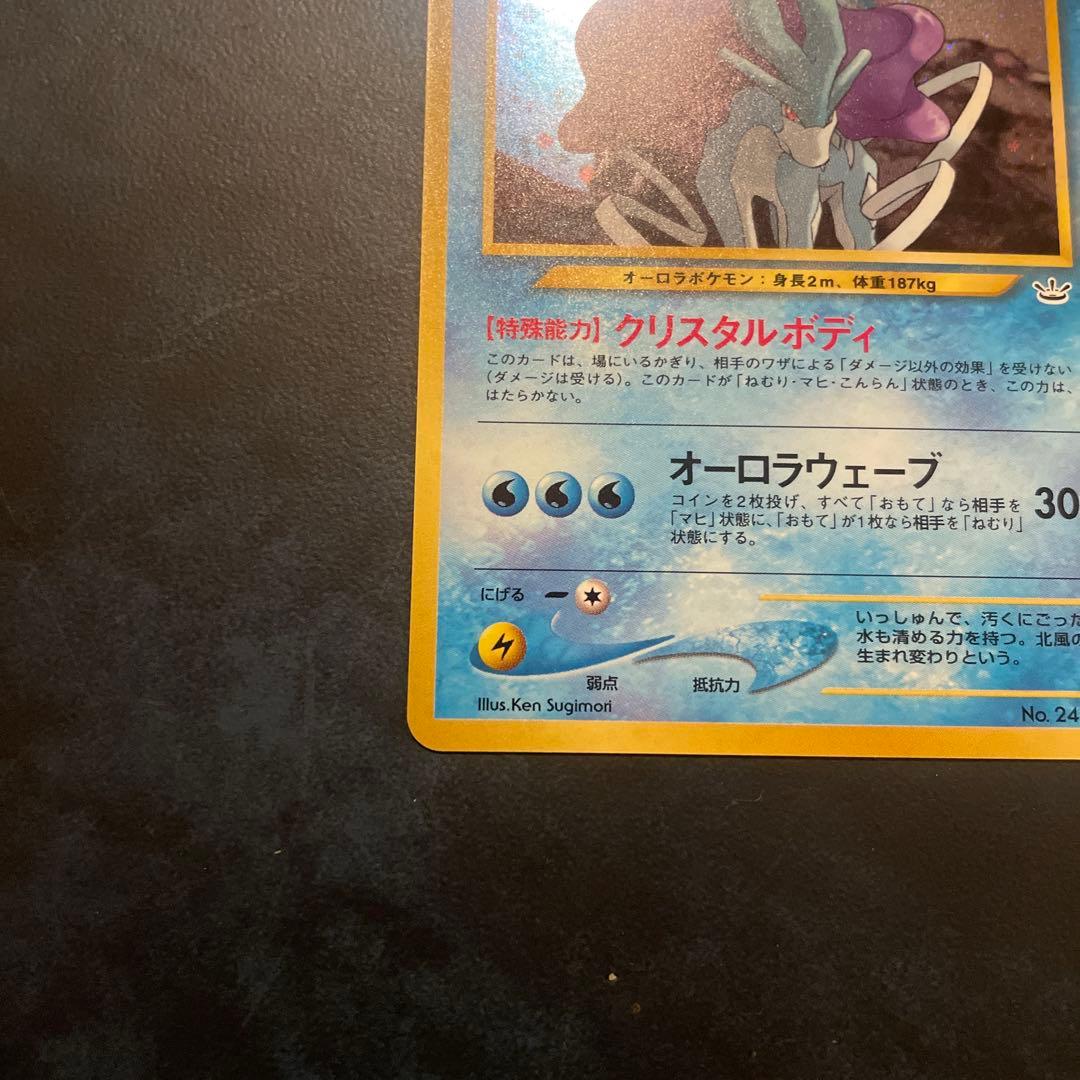 オーロラポケモン：身長2m、体重187kg
【特殊能力】クリスタルボディ
このカードは、場にいるかぎり、相手のワザによる「ダメージ以外の効果」を受けない
（ダメージは受ける）。このカードが「ねむり・マヒ・こんらん」状態のとき、この力は、
はたらかない。
オーロラウェーブ
コインを2枚投げ、すべて「おもて」なら相手を
「マヒ」状態に、「おもて」が1枚なら相手を「ねむり」
状態にする。
30
にげる
弱点
抵抗力
いっしゅんで、汚くにごった
水も清める力を持つ。北風の
生まれ変わりという。
Illus.Ken Sugimori
No. 24